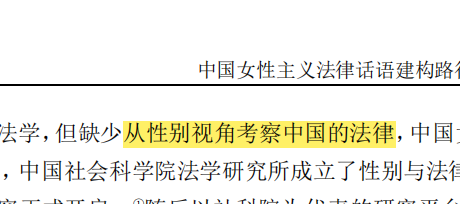 中国女性主义法律话语建构路
法学，但缺少从性别视角考察中国的法律，中国
，中国社会科学院法学研究所成立了性别与法